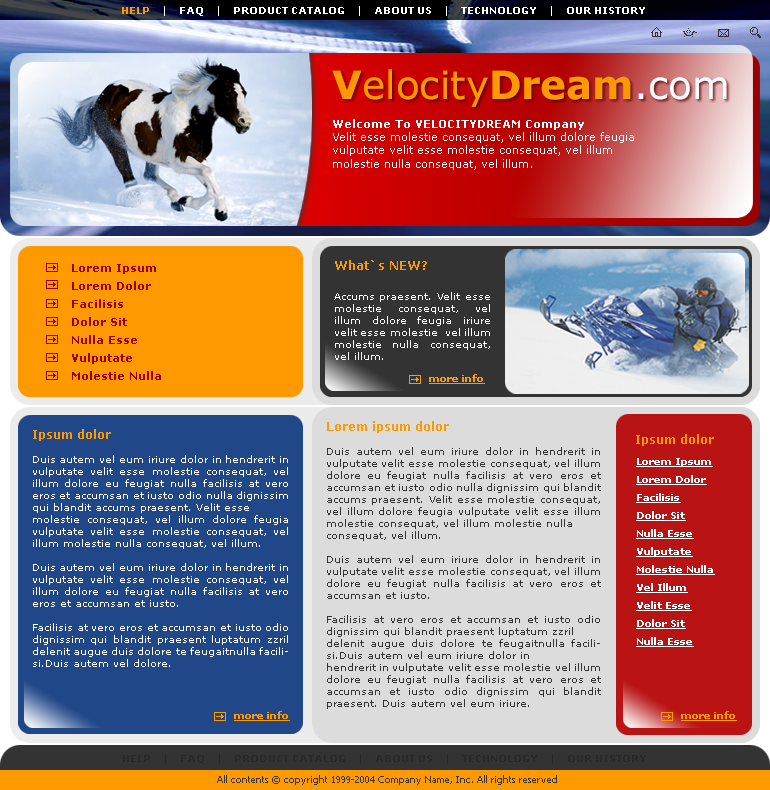 HELP | FAQ | PRODUCT CATALOG | ABOUT US | TECHNOLOGY | OUR HISTORY
VelocityDream.com
Welcome To VELOCITYDREAM Company
Velit esse molestie consequat, vel illum dolore feugia
vulputate velit esse molestie consequat, vel illum
molestie nulla consequat, vel illum.
Lorem Ipsum
Lorem Dolor
Facilisis
Dolor Sit
Nulla Esse
Vulputate
Molestie Nulla
What`s NEW?
Accums praesent. Velit esse
molestie consequat, vel
illum dolore feugia iriure
velit esse molestie vel illum
molestie nulla consequat,
vel illum.
more info
Ipsum dolor
Duis autem vel eum iriure dolor in hendrerit in
vulputate velit esse molestie consequat, vel
illum dolore eu feugiat nulla facilisis at vero
eros et accumsan et iusto odio nulla dignissim
qui blandit accums praesent. Velit esse
molestie consequat, vel illum dolore feugia
vulputate velit esse molestie consequat, vel
illum molestie nulla consequat, vel illum.
Duis autem vel eum iriure dolor in hendrerit in
vulputate velit esse molestie consequat, vel
illum dolore eu feugiat nulla facilisis at vero
eros et accumsan et iusto.
Facilisis at vero eros et accumsan et iusto odio
dignissim qui blandit praesent luptatum zzril
delenit augue duis dolore te feugaitnulla facili-
si.Duis autem vel dolore.
more info
Lorem ipsum dolor
Duis autem vel eum iriure dolor in hendrerit in
vulputate velit esse molestie consequat, vel illum
dolore eu feugiat nulla facilisis at vero eros et
accumsan et iusto odio nulla dignissim qui blandit
accums praesent. Velit esse molestie consequat,
vel illum dolore feugia vulputate velit esse illum
molestie consequat, vel illum molestie nulla
consequat, vel illum.
Duis autem vel eum iriure dolor in hendrerit in
vulputate velit esse molestie consequat, vel illum
dolore eu feugiat nulla facilisis at vero eros et
accumsan et iusto.
Facilisis at vero eros et accumsan et iusto odio
dignissim qui blandit praesent luptatum zzril
delenit augue duis dolore te feugaitnulla facili-
si.Duis autem vel eum iriure dolor in
hendrerit in vulputate velit esse molestie vel illum
dolore eu feugiat nulla facilisis at vero eros et
accumsan et iusto odio dignissim qui blandit
praesent. Duis autem vel eum iriure.
Ipsum dolor
Lorem Ipsum
Lorem Dolor
Facilisis
Dolor Sit
Nulla Esse
Vulputate
Molestie Nulla
Vel Illum
Velit Esse
Dolor Sit
Nulla Esse
more info
HELP | FAQ | PRODUCT CATALOG | ABOUT US | TECHNOLOGY | OUR HISTORY
All contents © copyright 1999-2004 Company Name, Inc. All rights reserved